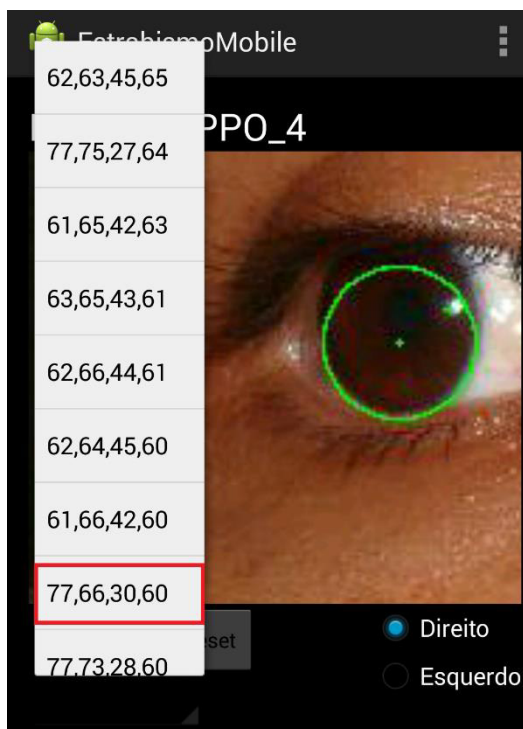 EstrabismoMobile
PPO_4
62,63,45,65
77,75,27,64
61,65,42,63
63,65,43,61
62,66,44,61
62,64,45,60
61,66,42,60
77,66,30,60
77,73,28,60
set
Direito
Esquerdo